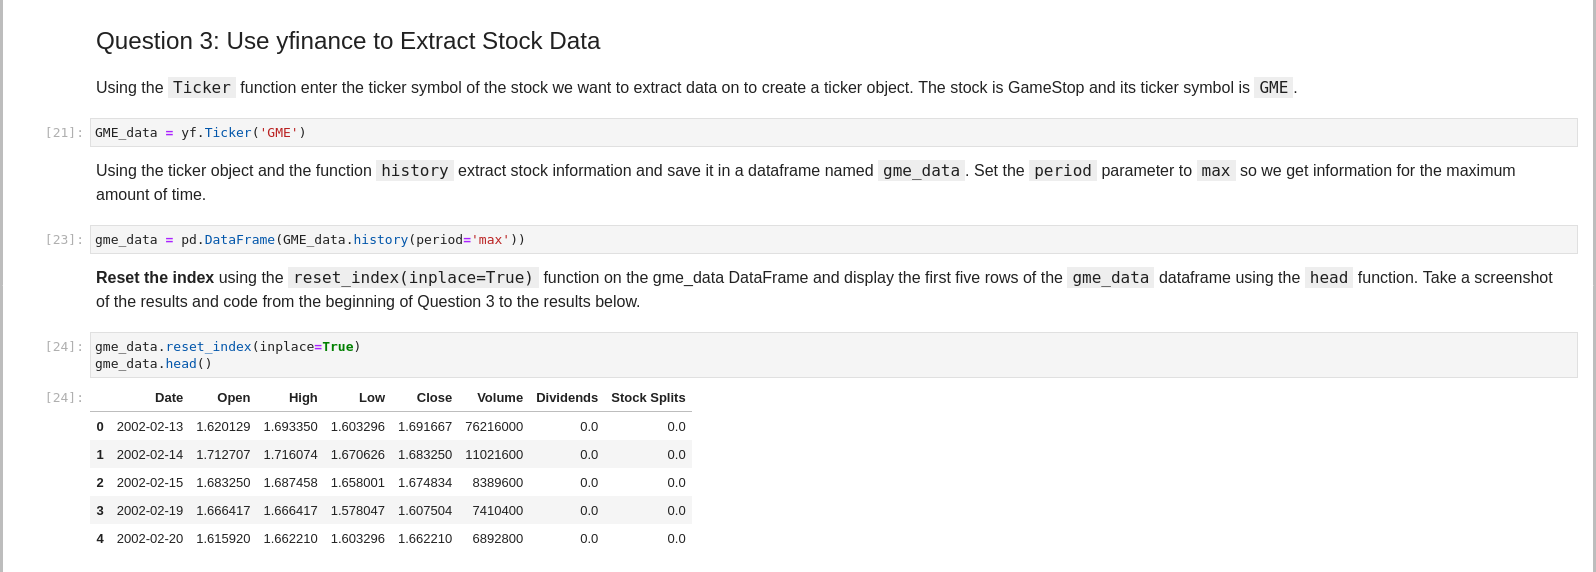 Question 3: Use yfinance to Extract Stock Data
Using the Ticker function enter the ticker symbol of the stock we want to extract data on to create a ticker object. The stock is GameStop and its ticker symbol is GME.
[21]: GME_data = yf.Ticker('GME')
Using the ticker object and the function history extract stock information and save it in a dataframe named gme_data. Set the period parameter to max so we get information for the maximum
amount of time.
[23]: gme_data = pd.DataFrame(GME_data.history(period='max'))
Reset the index using the reset_index(inplace=True) function on the gme_data DataFrame and display the first five rows of the gme_data dataframe using the head function. Take a screenshot
of the results and code from the beginning of Question 3 to the results below.
[24]: gme_data.reset_index(inplace=True)
gme_data.head()
[24]: Date Open High Low Close Volume Dividends Stock Splits
0 2002-02-13 1.620129 1.693350 1.603296 1.691667 76216000 0.0 0.0
1 2002-02-14 1.712707 1.716074 1.670626 1.683250 11021600 0.0 0.0
2 2002-02-15 1.683250 1.687458 1.658001 1.674834 8389600 0.0 0.0
3 2002-02-19 1.666417 1.666417 1.578047 1.607504 7410400 0.0 0.0
4 2002-02-20 1.615920 1.662210 1.603296 1.662210 6892800 0.0 0.0